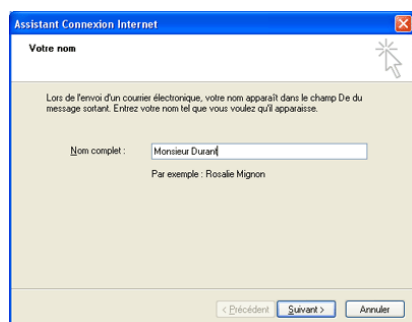 Assistant Connexion Internet
Votre nom
Lors de l'envoi d'un courrier électronique, votre nom apparaît dans le champ De du
message sortant. Entrez votre nom tel que vous voulez qu'il apparaisse.
Nom complet : Monsieur Durant
Par exemple : Rosalie Mignon
< Précédent Suivant > Annuler